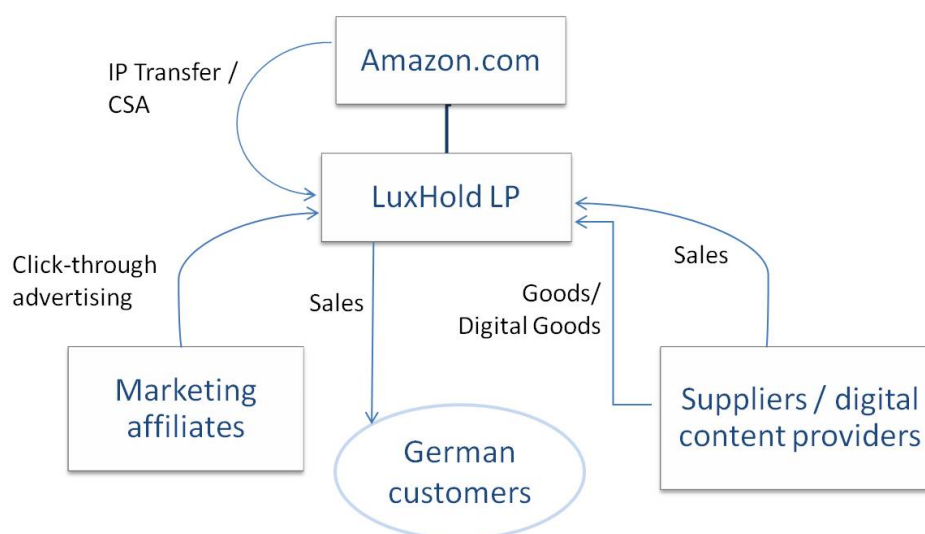 Amazon.com
IP Transfer /
CSA
LuxHold LP
Click-through
advertising
Sales
Goods/
Digital Goods
Sales
Marketing
affiliates
German
customers
Suppliers / digital
content providers